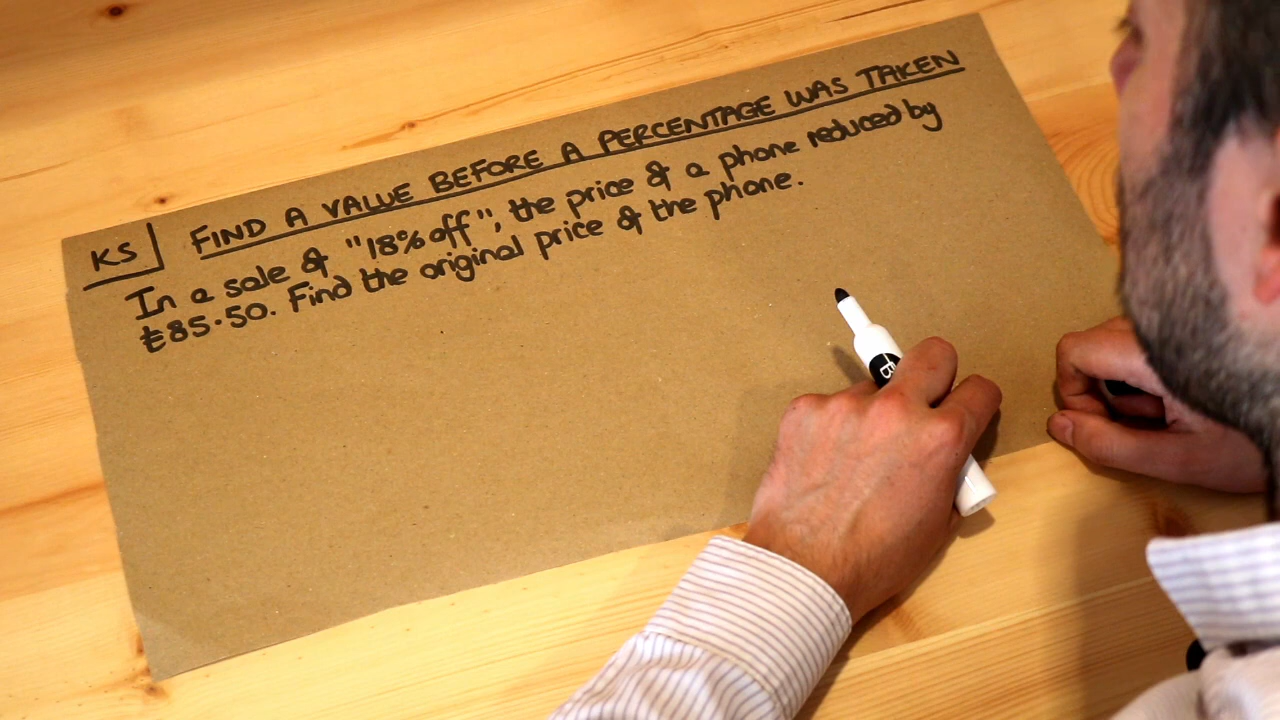 KS
FIND A VALUE BEFORE A PERCENTAGE WAS TAKEN
In a sale of "18% off", the price of a phone reduced by
£85.50. Find the original price of the phone.
B